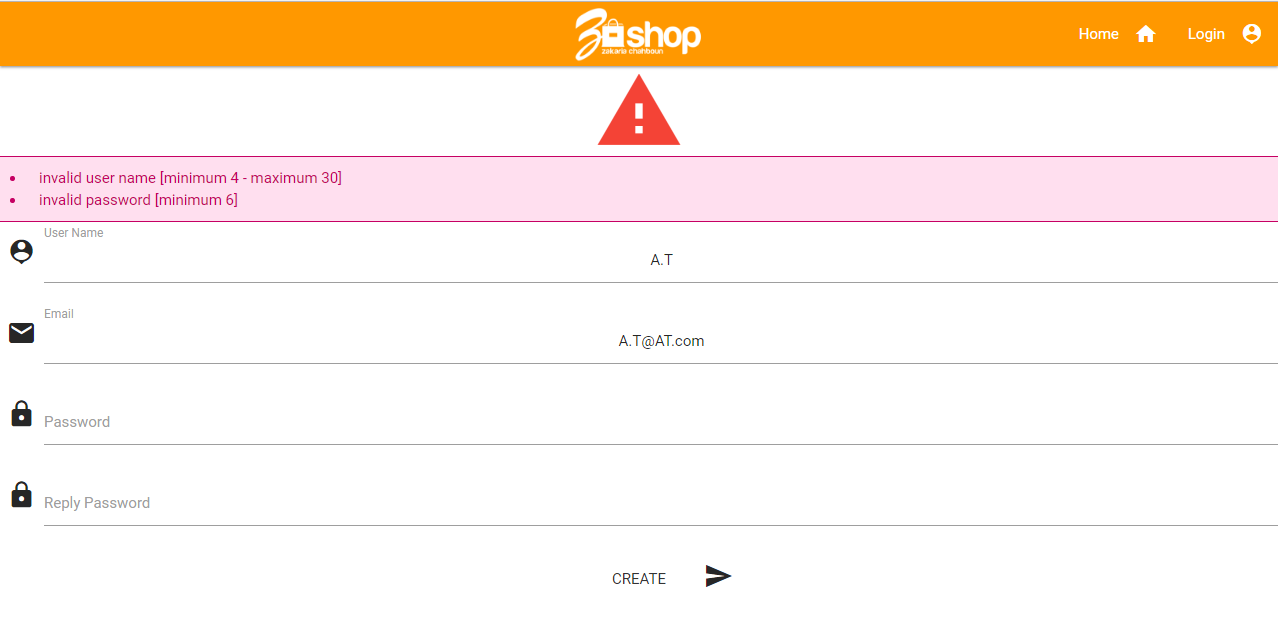 3 shop
zakaria chahboun
Home
Login
invalid user name [minimum 4 - maximum 30]
invalid password [minimum 6]
User Name
A.T
Email
A.T@AT.com
Password
Reply Password
CREATE